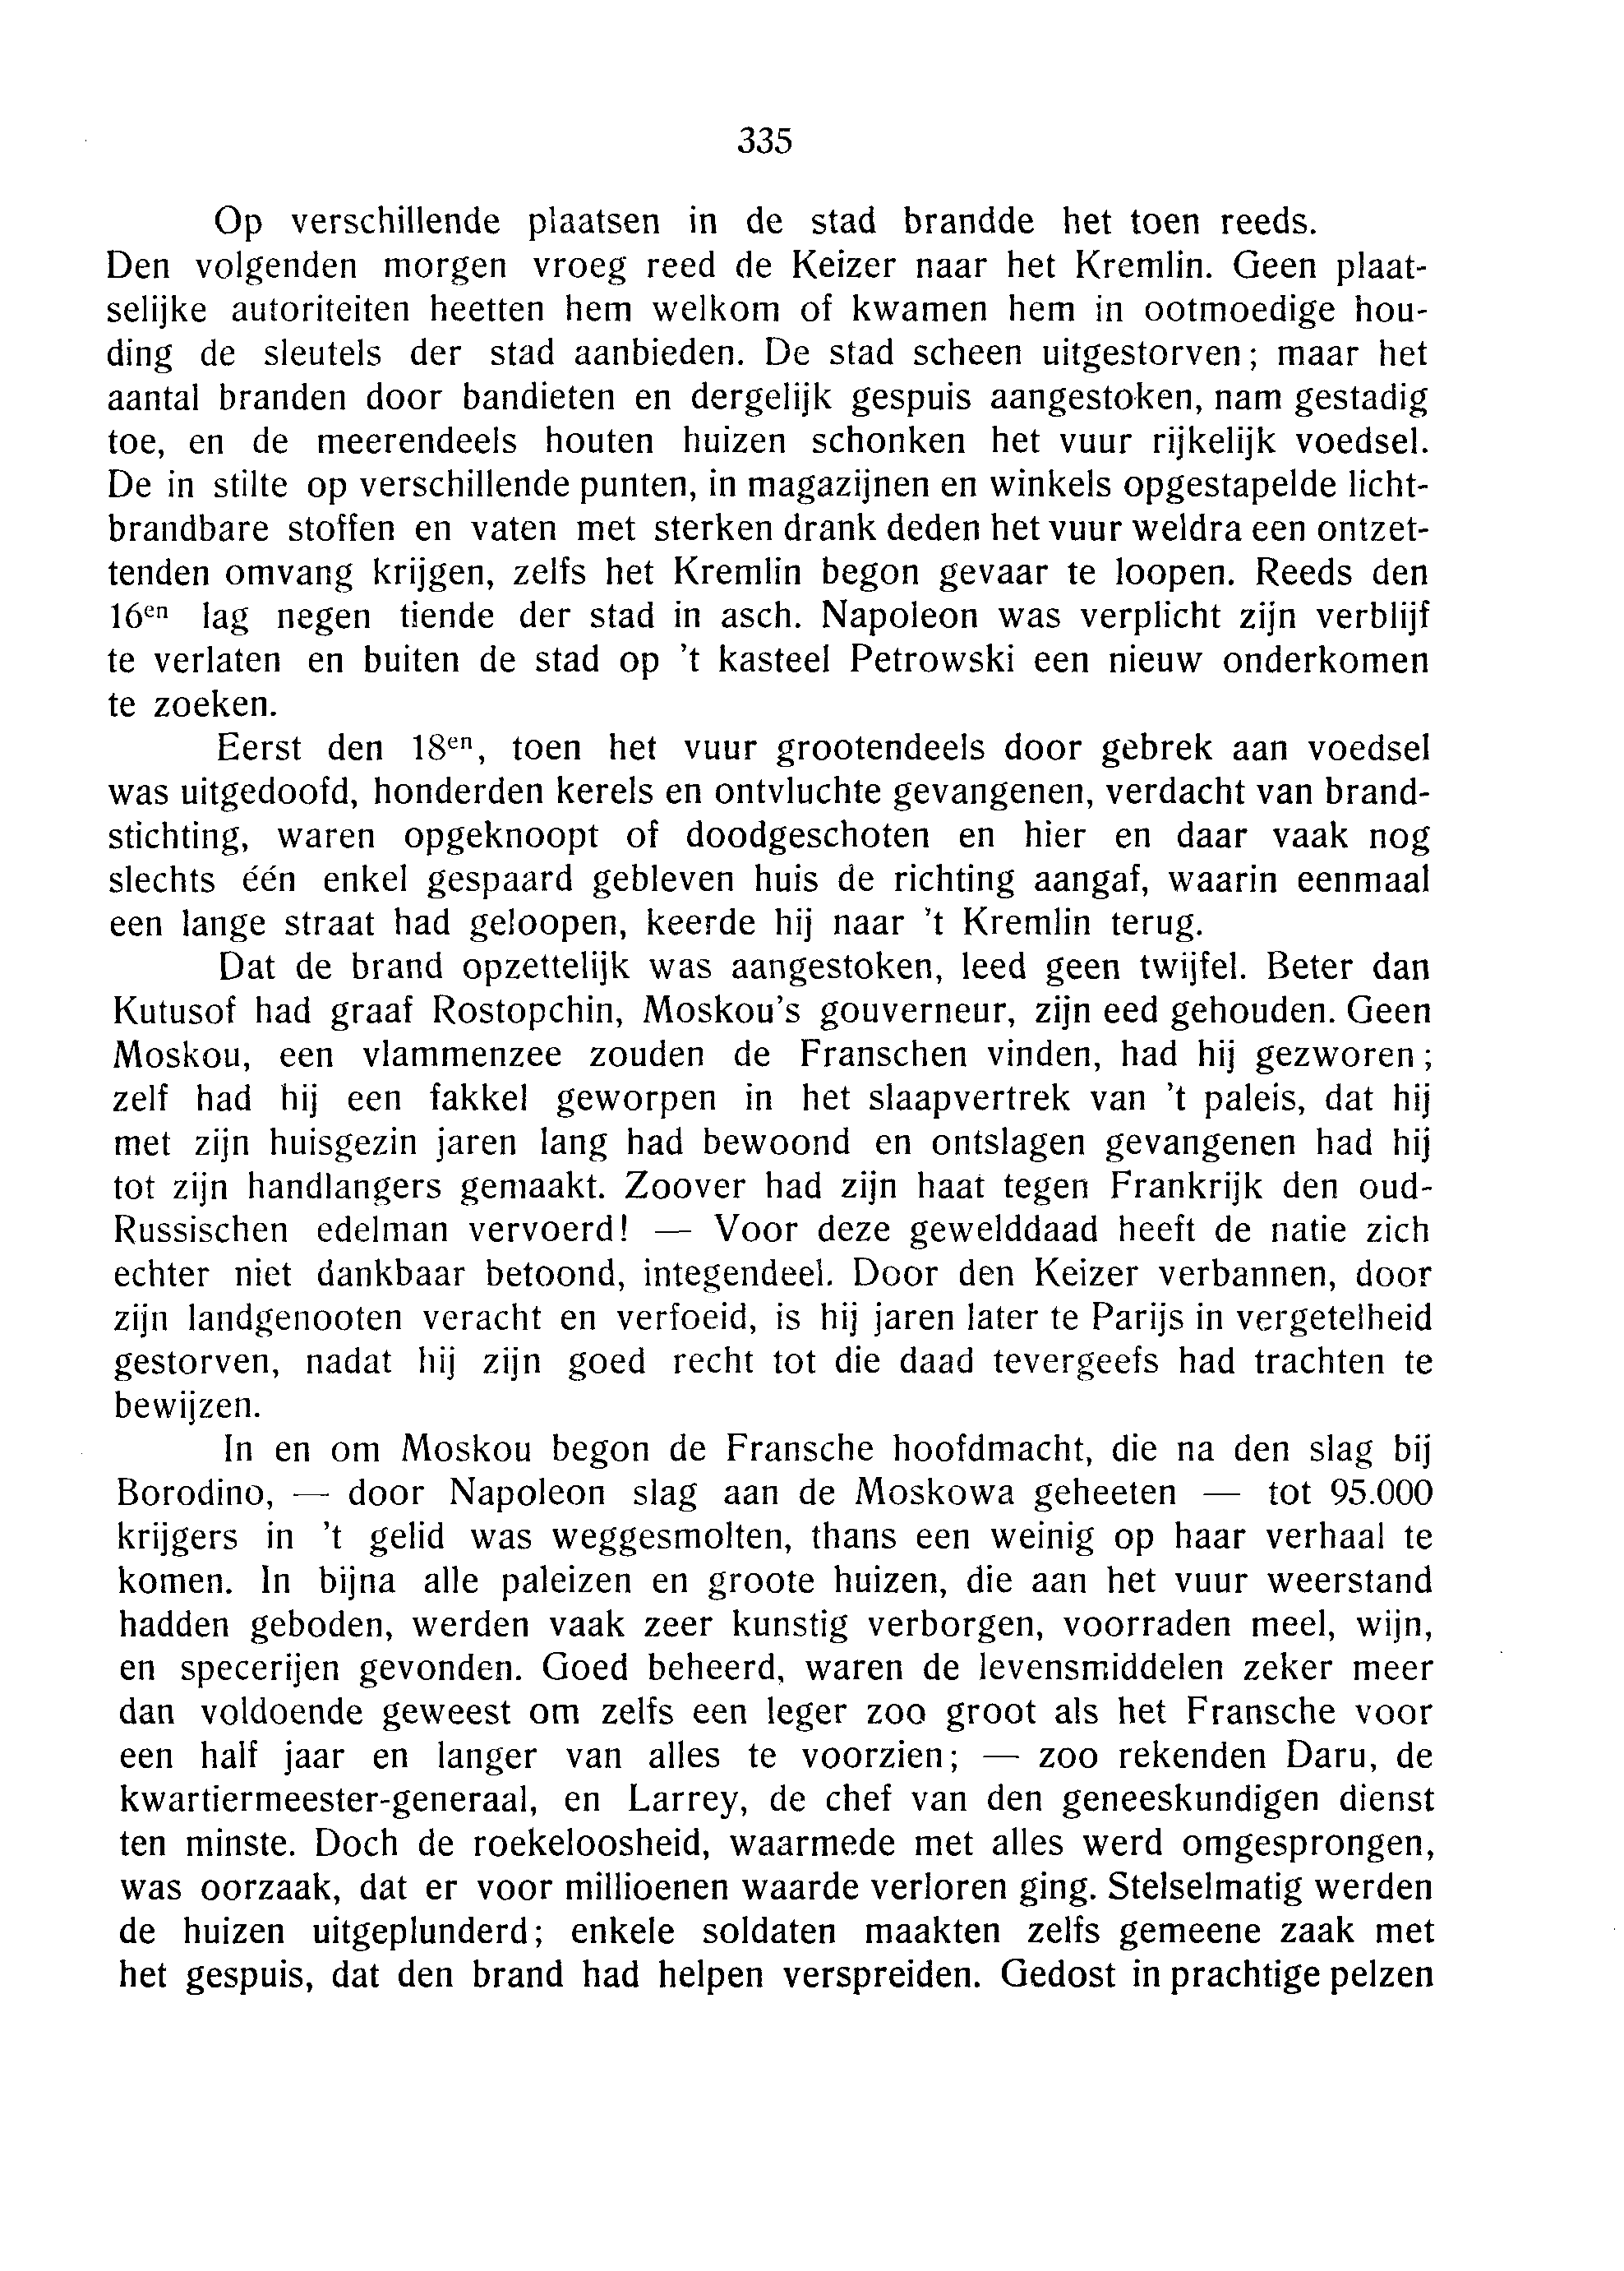 335
Op verschillende plaatsen in de stad brandde het toen reeds.
Den volgenden morgen vroeg reed de Keizer naar het Kremlin. Geen plaat-
selijke autoriteiten heetten hem welkom of kwamen hem in ootmoedige hou-
ding de sleutels der stad aanbieden. De stad scheen uitgestorven; maar het
aantal branden door bandieten en dergelijk gespuis aangestoken, nam gestadig
toe, en de meerendeels houten huizen schonken het vuur rijkelijk voedsel.
De in stilte op verschillende punten, in magazijnen en winkels opgestapelde licht-
brandbare stoffen en vaten met sterken drank deden het vuur weldra een ontzet-
tenden omvang krijgen, zelfs het Kremlin begon gevaar te loopen. Reeds den
16en lag negen tiende der stad in asch. Napoleon was verplicht zijn verblijf
te verlaten en buiten de stad op 't kasteel Petrowski een nieuw onderkomen
te zoeken.
Eerst den 18en, toen het vuur grootendeels door gebrek aan voedsel
was uitgedoofd, honderden kerels en ontvluchte gevangenen, verdacht van brand-
stichting, waren opgeknoopt of doodgeschoten en hier en daar vaak nog
slechts één enkel gespaard gebleven huis de richting aangaf, waarin eenmaal
een lange straat had geloopen, keerde hij naar 't Kremlin terug.
Dat de brand opzettelijk was aangestoken, leed geen twijfel. Beter dan
Kutusof had graaf Rostopchin, Moskou's gouverneur, zijn eed gehouden. Geen
Moskou, een vlammenzee zouden de Franschen vinden, had hij gezworen;
zelf had hij een fakkel geworpen in het slaapvertrek van 't paleis, dat hij
met zijn huisgezin jaren lang had bewoond en ontslagen gevangenen had hij
tot zijn handlangers gemaakt. Zoover had zijn haat tegen Frankrijk den oud-
Russischen edelman vervoerd! — Voor deze gewelddaad heeft de natie zich
echter niet dankbaar betoond, integendeel. Door den Keizer verbannen, door
zijn landgenooten veracht en verfoeid, is hij jaren later te Parijs in vergetelheid
gestorven, nadat hij zijn goed recht tot die daad tevergeefs had trachten te
bewijzen.
In en om Moskou begon de Fransche hoofdmacht, die na den slag bij
Borodino, — door Napoleon slag aan de Moskowa geheeten — tot 95.000
krijgers in 't gelid was weggesmolten, thans een weinig op haar verhaal te
komen. In bijna alle paleizen en groote huizen, die aan het vuur weerstand
hadden geboden, werden vaak zeer kunstig verborgen, voorraden meel, wijn,
en specerijen gevonden. Goed beheerd, waren de levensmiddelen zeker meer
dan voldoende geweest om zelfs een leger zoo groot als het Fransche voor
een half jaar en langer van alles te voorzien; — zoo rekenden Daru, de
kwartiermeester-generaal, en Larrey, de chef van den geneeskundigen dienst
ten minste. Doch de roekeloosheid, waarmede met alles werd omgesprongen,
was oorzaak, dat er voor millioenen waarde verloren ging. Stelselmatig werden
de huizen uitgeplunderd; enkele soldaten maakten zelfs gemeene zaak met
het gespuis, dat den brand had helpen verspreiden. Gedost in prachtige pelzen